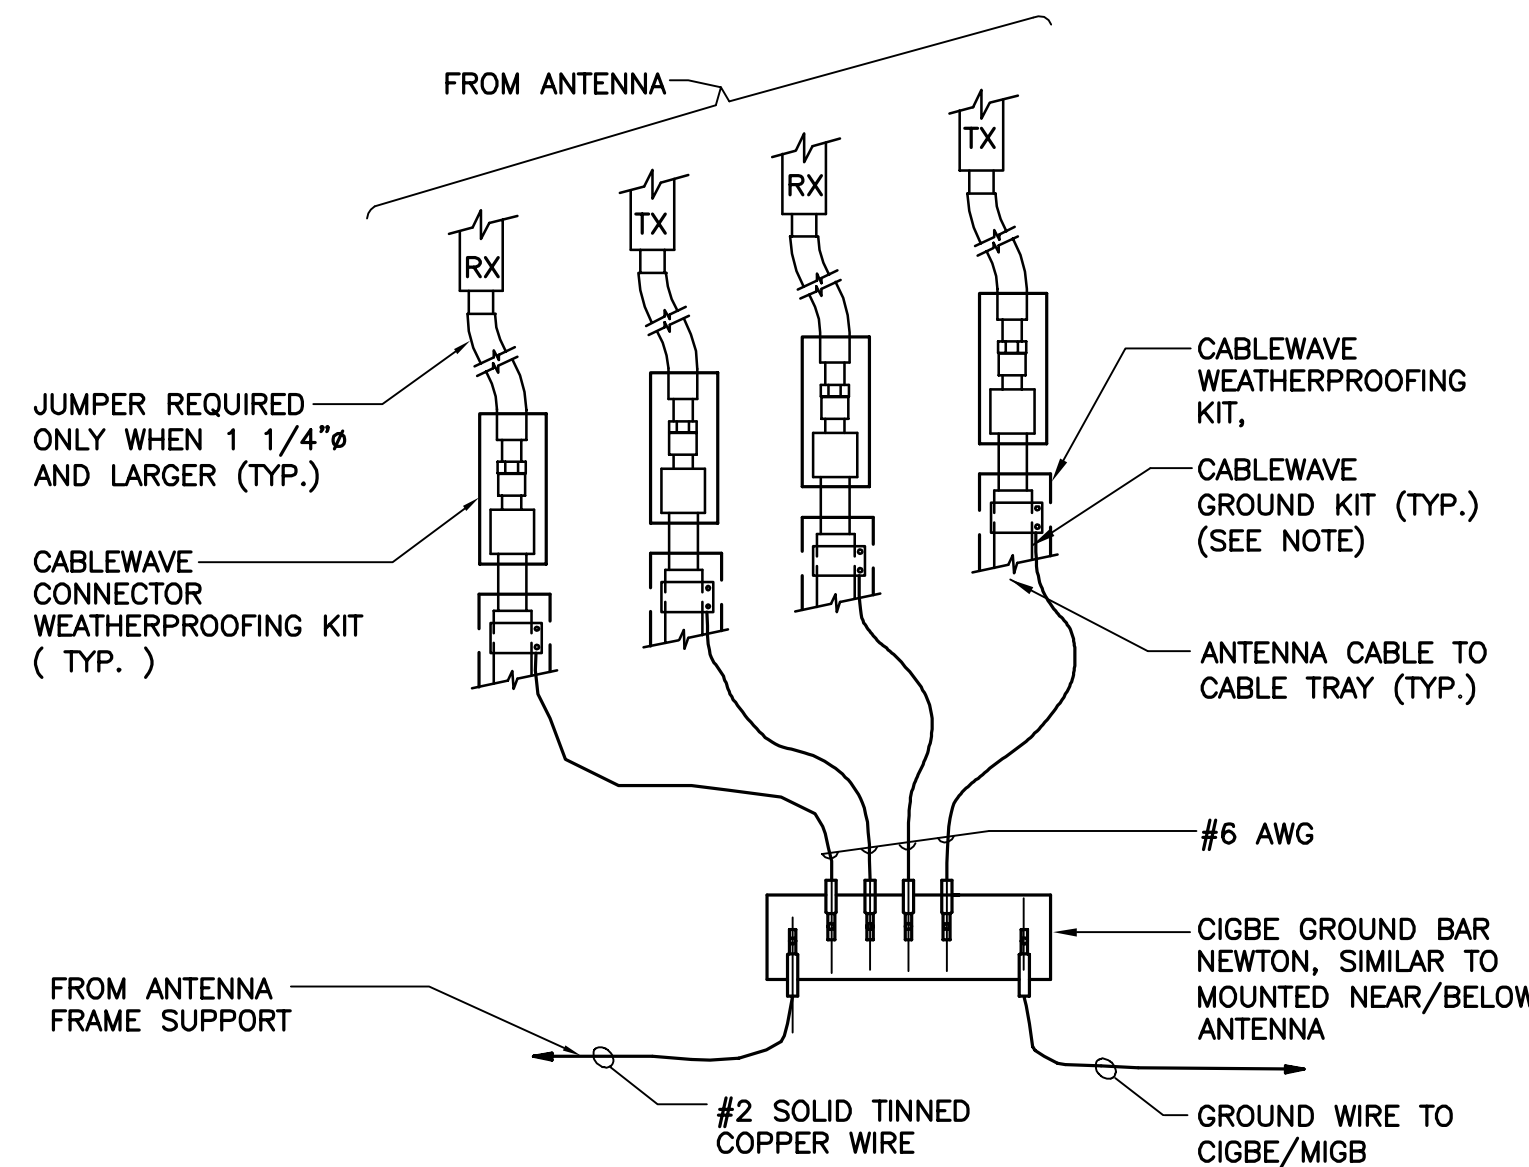 FROM ANTENNA
TX
RX
TX
RX
JUMPER REQUIRED
ONLY WHEN 1 1/4"ø
AND LARGER (TYP.)
CABLEWAVE
CONNECTOR
WEATHERPROOFING KIT
( TYP. )
CABLEWAVE
WEATHERPROOFING
KIT,
CABLEWAVE
GROUND KIT (TYP.)
(SEE NOTE)
ANTENNA CABLE TO
CABLE TRAY (TYP.)
#6 AWG
CIGBE GROUND BAR
NEWTON, SIMILAR TO
MOUNTED NEAR/BELOW
ANTENNA
FROM ANTENNA
FRAME SUPPORT
#2 SOLID TINNED
COPPER WIRE
GROUND WIRE TO
CIGBE/MIGB